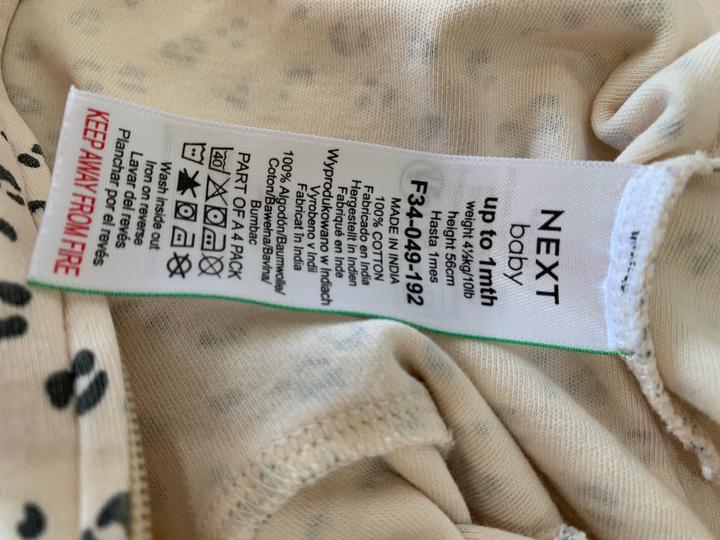 NEXT
baby
up to 1mth
weight 4½kg/10lb
height 56cm
Hasta 1mes
F34-049-192
MADE IN INDIA
100% COTTON
Fabricado en India
Hergestellt in Indien
Fabriqué en Inde
Vyrobeno v Indii
Wyprodukowano w Indiach
Fabricat în India
100% Algodón/Baumwolle/
Coton/Bawełna/Bavlna/
Bumbac
PART OF A 4 PACK
40
Wash inside out
Iron on reverse
Lavar del revés
Planchar por el revés
KEEP AWAY FROM FIRE